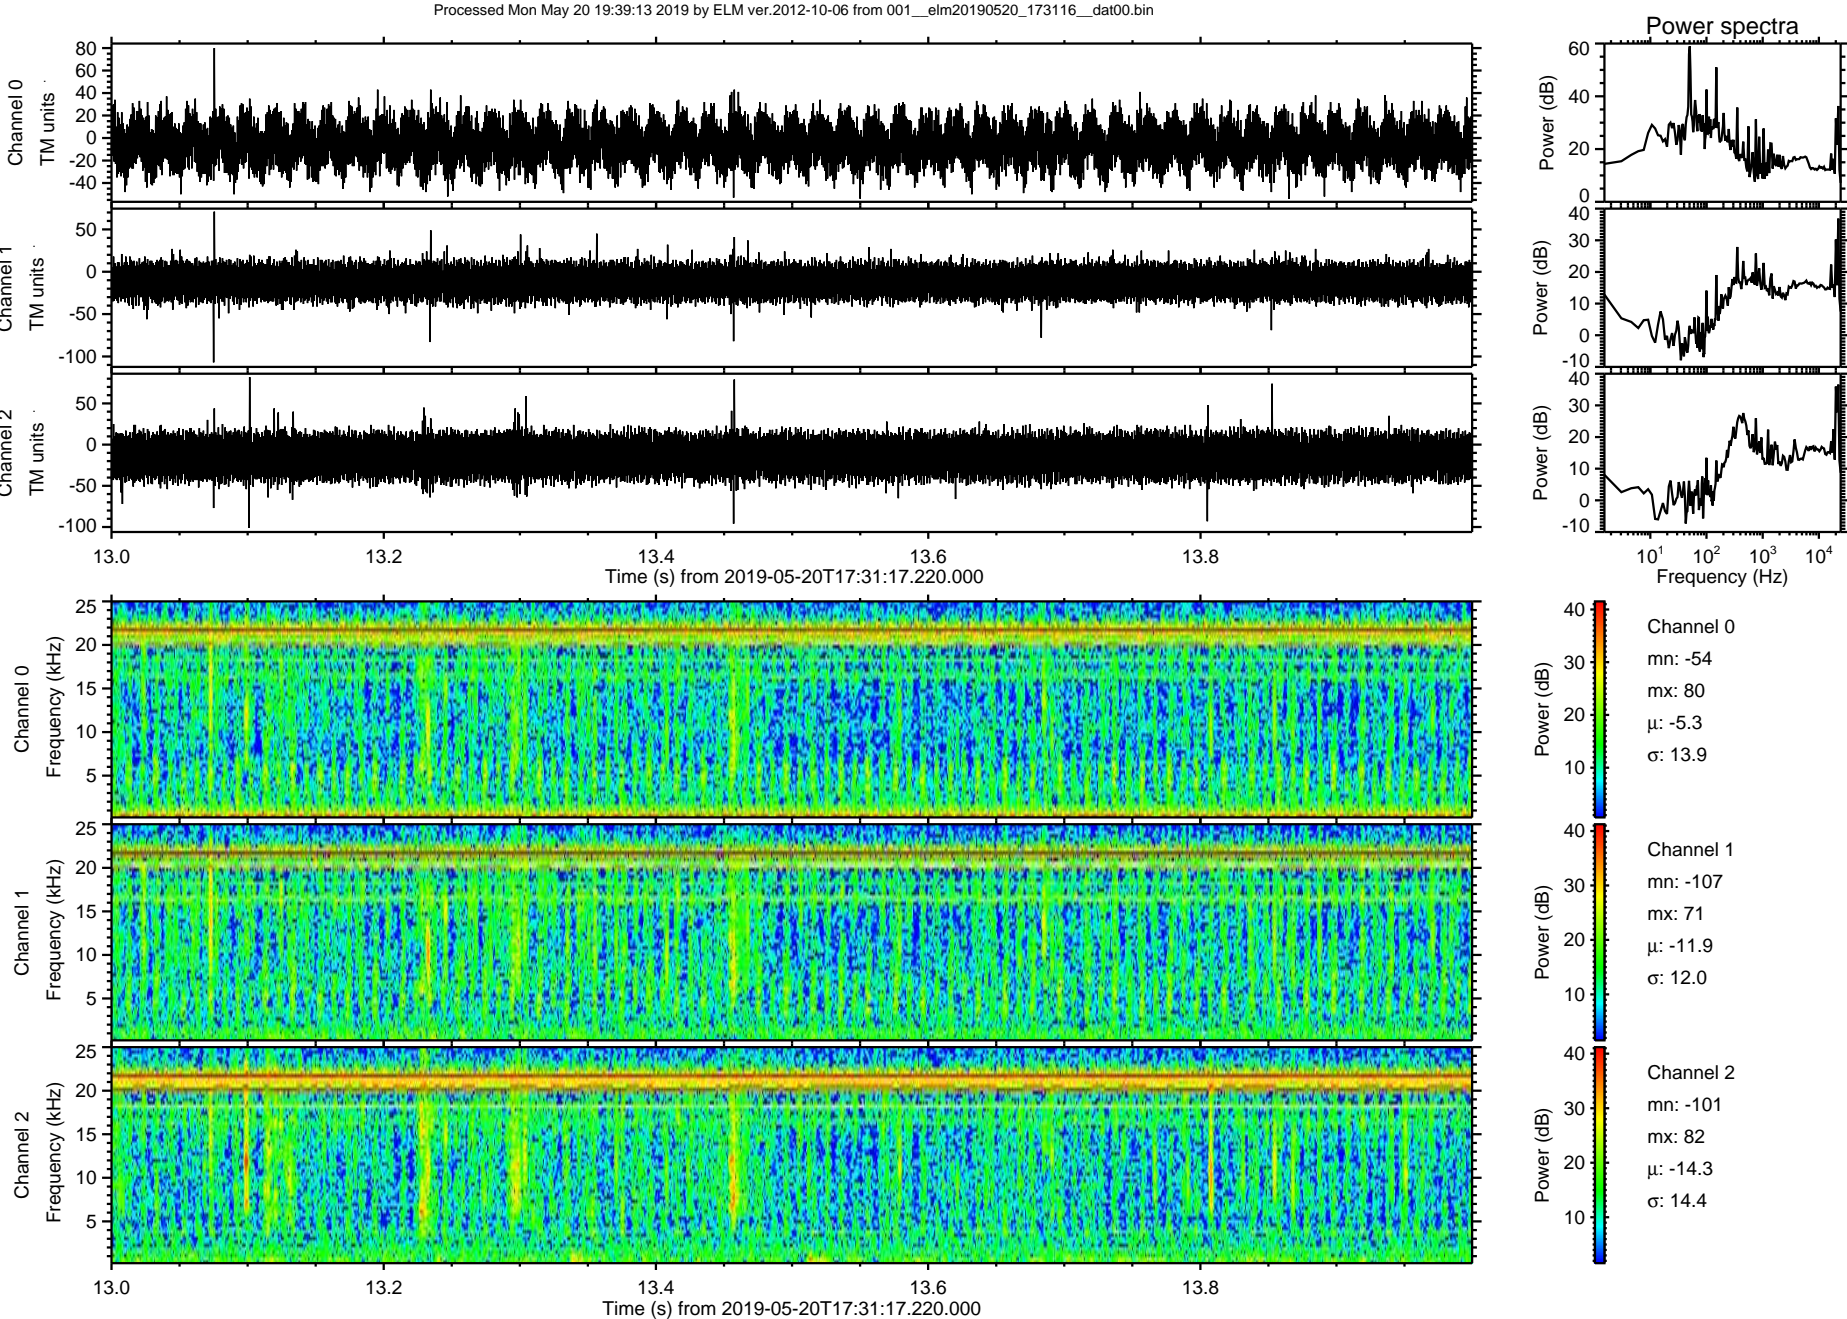 Processed Mon May 20 19:39:13 2019 by ELM ver.2012-10-06 from 001__elm20190520_173116__dat00.bin
Power spectra
Channel 0
TM units
80
60
40
20
0
-20
-40
Power (dB)
60
40
20
0
Channel 1
TM units
50
0
-50
-100
Power (dB)
40
30
20
10
0
-10
Channel 2
TM units
50
0
-50
-100
Power (dB)
40
30
20
10
0
-10
13.0 13.2 13.4 13.6 13.8
Time (s) from 2019-05-20T17:31:17.220.000
10^1 10^2 10^3 10^4
Frequency (Hz)
Channel 0
Frequency (kHz)
25
20
15
10
5
Power (dB)
40
30
20
10
Channel 0
mn: -54
mx: 80
μ: -5.3
σ: 13.9
Channel 1
Frequency (kHz)
25
20
15
10
5
Power (dB)
40
30
20
10
Channel 1
mn: -107
mx: 71
μ: -11.9
σ: 12.0
Channel 2
Frequency (kHz)
25
20
15
10
5
Power (dB)
40
30
20
10
Channel 2
mn: -101
mx: 82
μ: -14.3
σ: 14.4
13.0 13.2 13.4 13.6 13.8
Time (s) from 2019-05-20T17:31:17.220.000